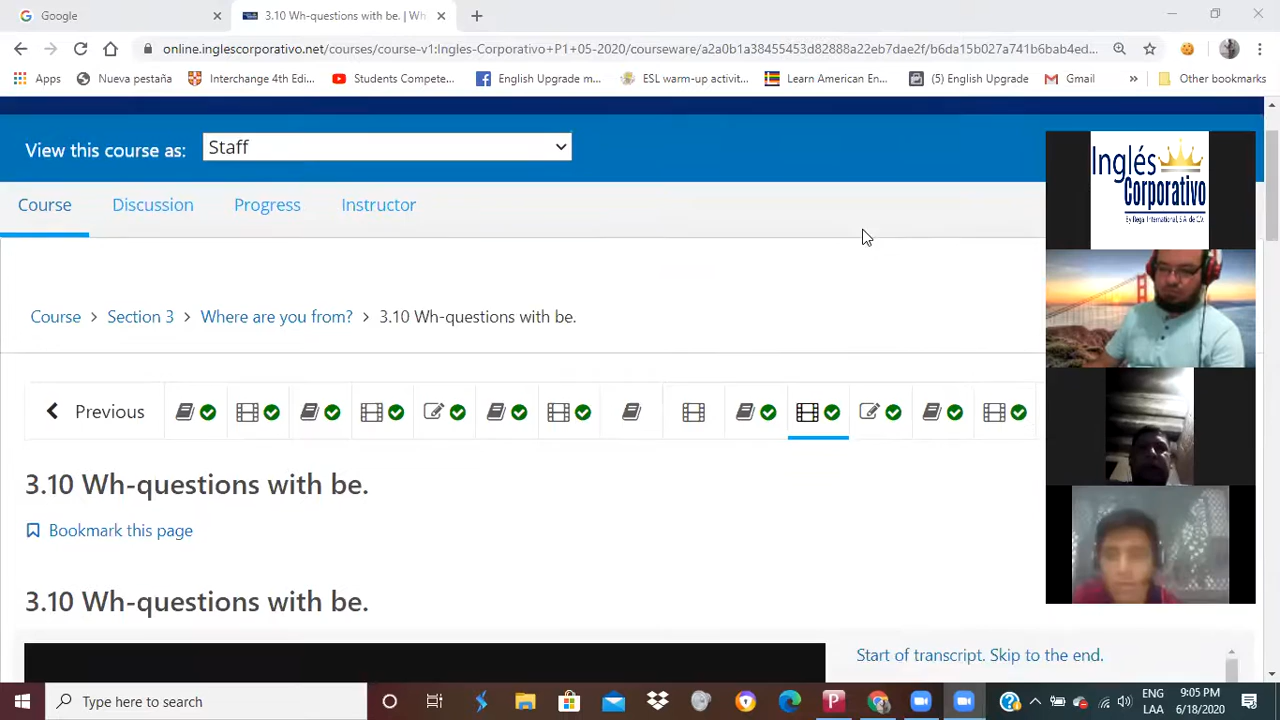 Google
3.10 Wh-questions with be. | Wh
online.inglescorporativo.net/courses/course-v1:Ingles-Corporativo+P1+05-2020/courseware/a2a0b1a38455453d82888a22eb7dae2f/b6da15b027a741b6bab4ed...
Apps
Nueva pestaña
Interchange 4th Edi...
Students Compete...
English Upgrade m...
ESL warm-up activit...
Learn American En...
(5) English Upgrade
Gmail
»
Other bookmarks
View this course as:
Staff
Inglés
Corporativo
By Regal International, S.A. de C.V.
Course
Discussion
Progress
Instructor
Course > Section 3 > Where are you from? > 3.10 Wh-questions with be.
Previous
3.10 Wh-questions with be.
Bookmark this page
3.10 Wh-questions with be.
Start of transcript. Skip to the end.
Type here to search
ENG
LAA
9:05 PM
6/18/2020